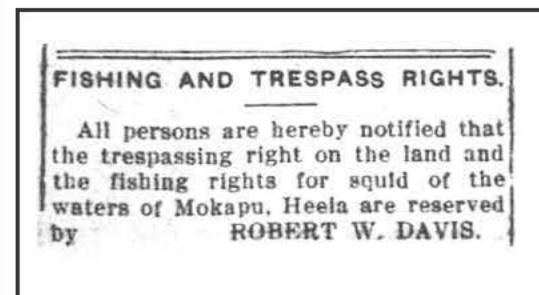 FISHING AND TRESPASS RIGHTS.
All persons are hereby notified that
the trespassing right on the land and
the fishing rights for squid of the
waters of Mokapu, Heela are reserved
by ROBERT W. DAVIS.